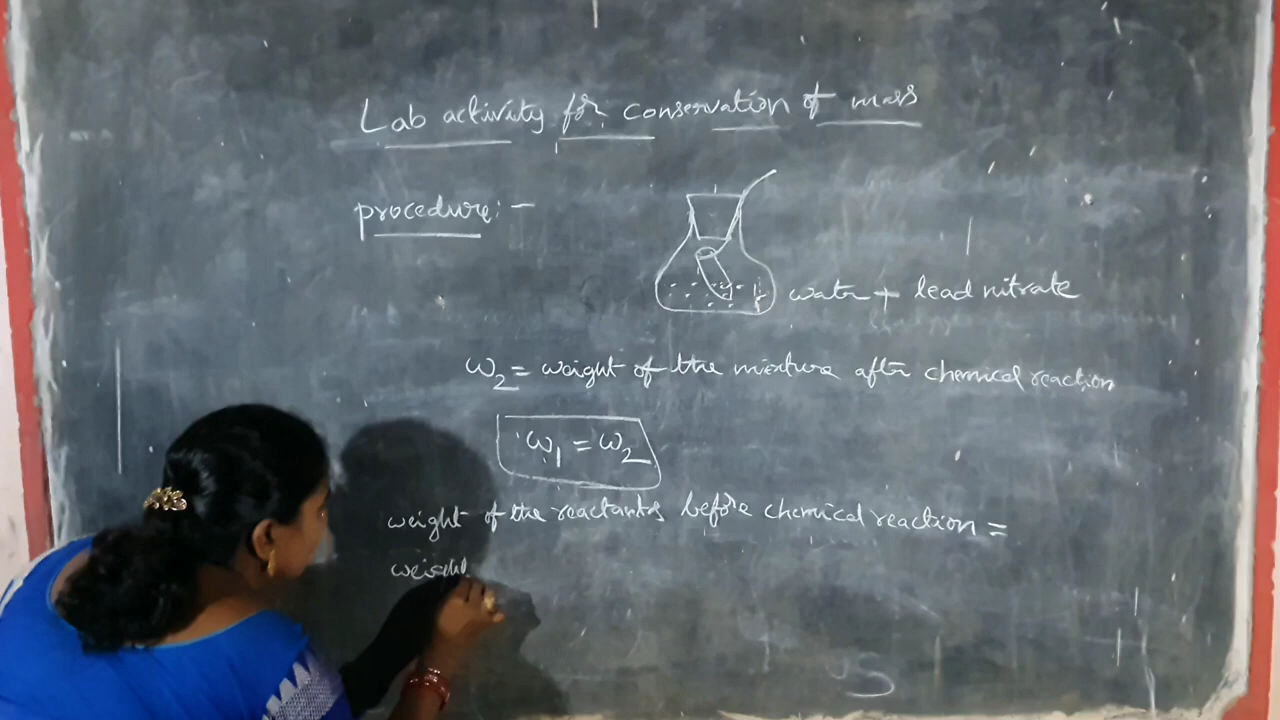 Lab activity for conservation of mass
procedure:-
water + lead nitrate
W2 = weight of the mixture after chemical reaction
W1 = W2
weight of the reactants before chemical reaction =
weight